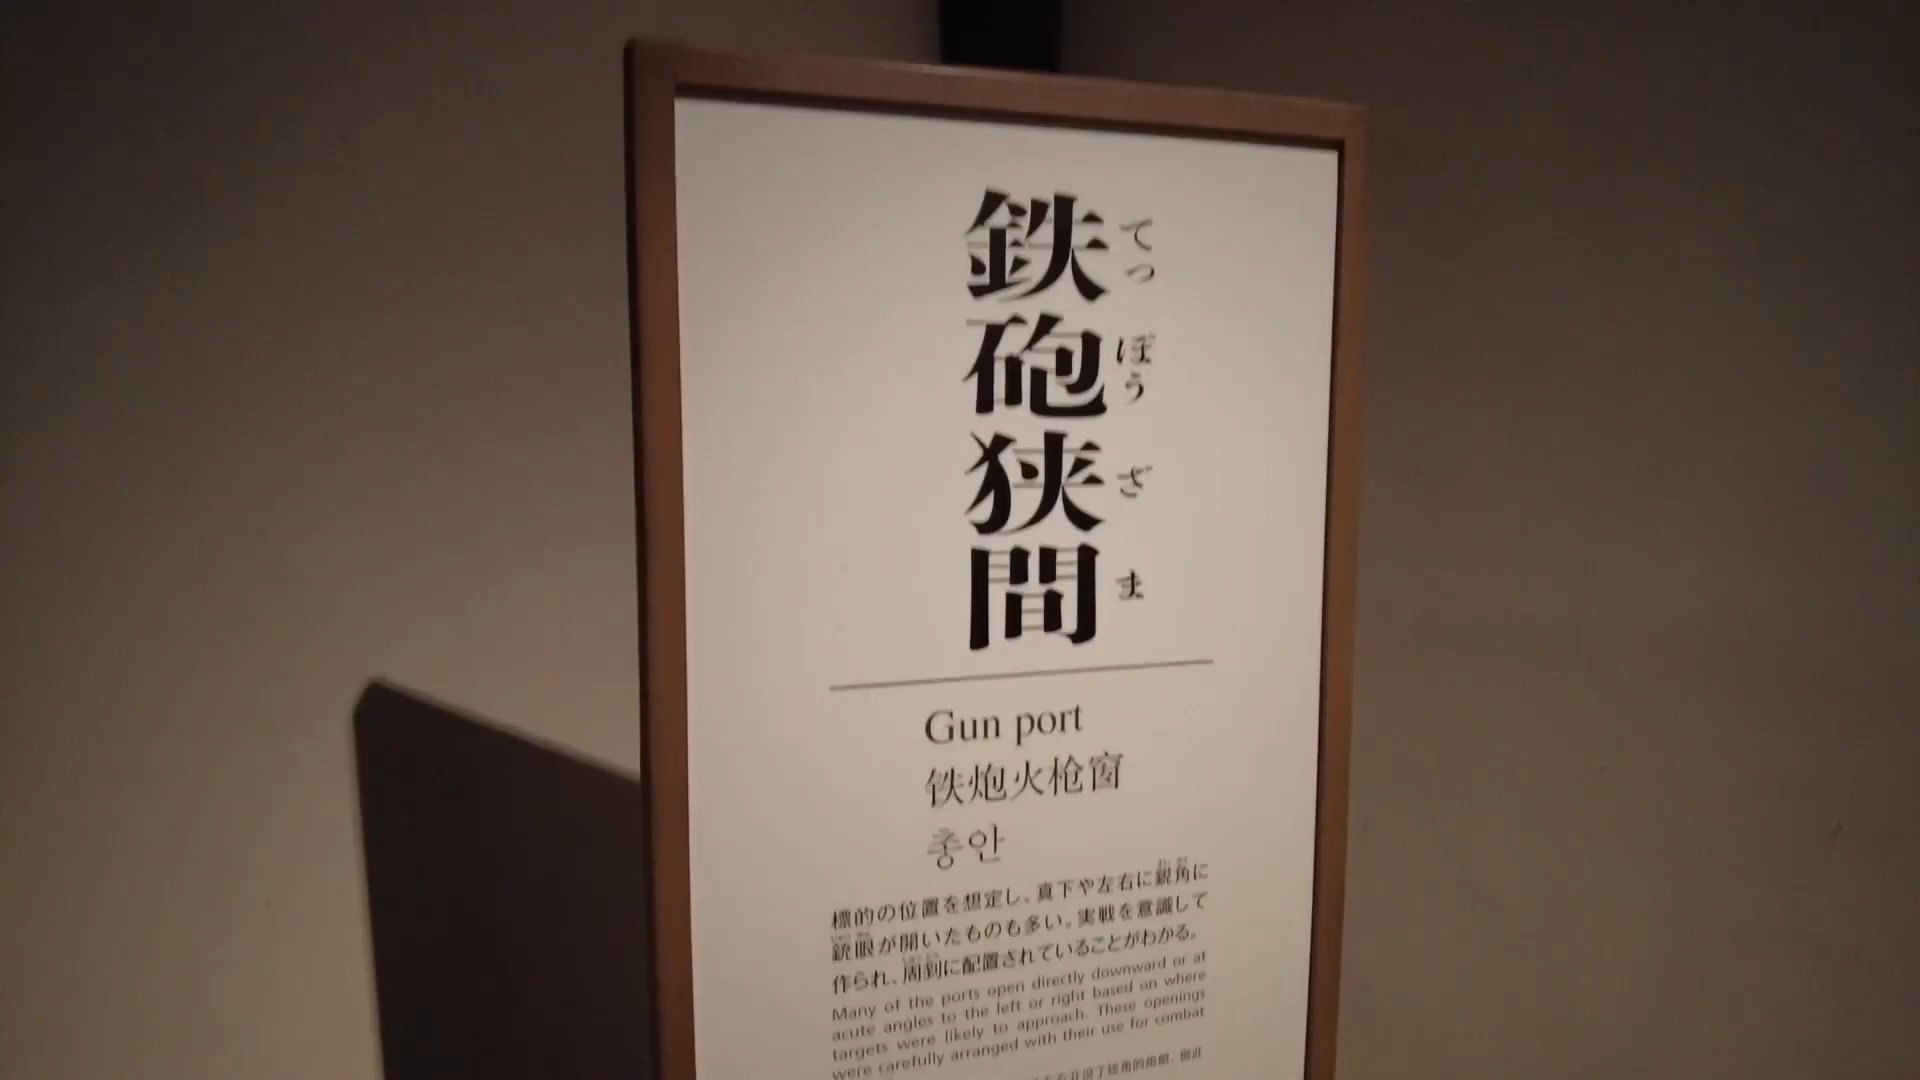 鉄砲狭間
てっぽうざま
Gun port
铁炮火枪窗
총안
標的の位置を想定し、真下や左右に鋭角に
銃眼が開いたものも多い。実戦を意識して
作られ、周到に配置されていることがわかる。
Many of the ports open directly downward or at
acute angles to the left or right based on where
targets were likely to approach. These openings
were carefully arranged with their use for combat